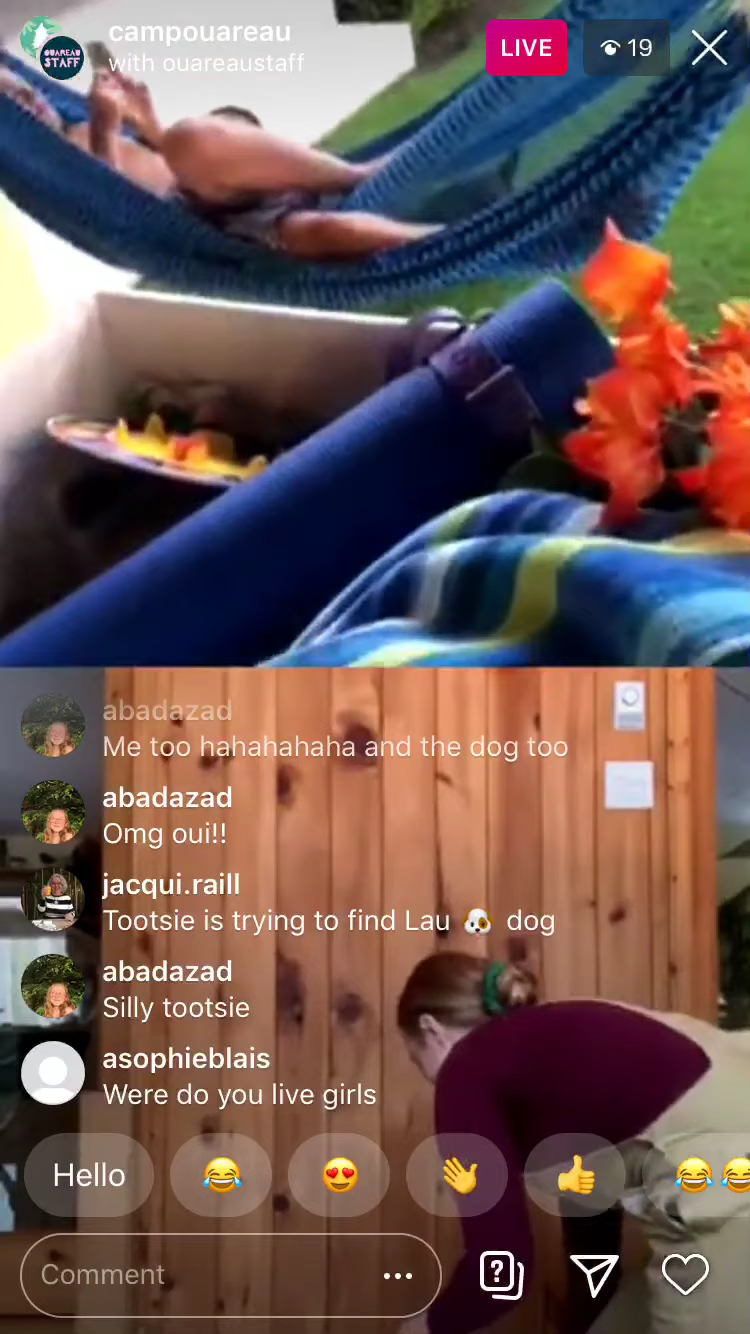 campouareau
with ouareaustaff
OUAREAU
STAFF
LIVE
19
abadazad
Me too hahahahaha and the dog too
abadazad
Omg oui!!
jacqui.raill
Tootsie is trying to find Lau 🐶 dog
abadazad
Silly tootsie
asophieblais
Were do you live girls
Hello 😂 😍 👋 👍 😂😂
Comment